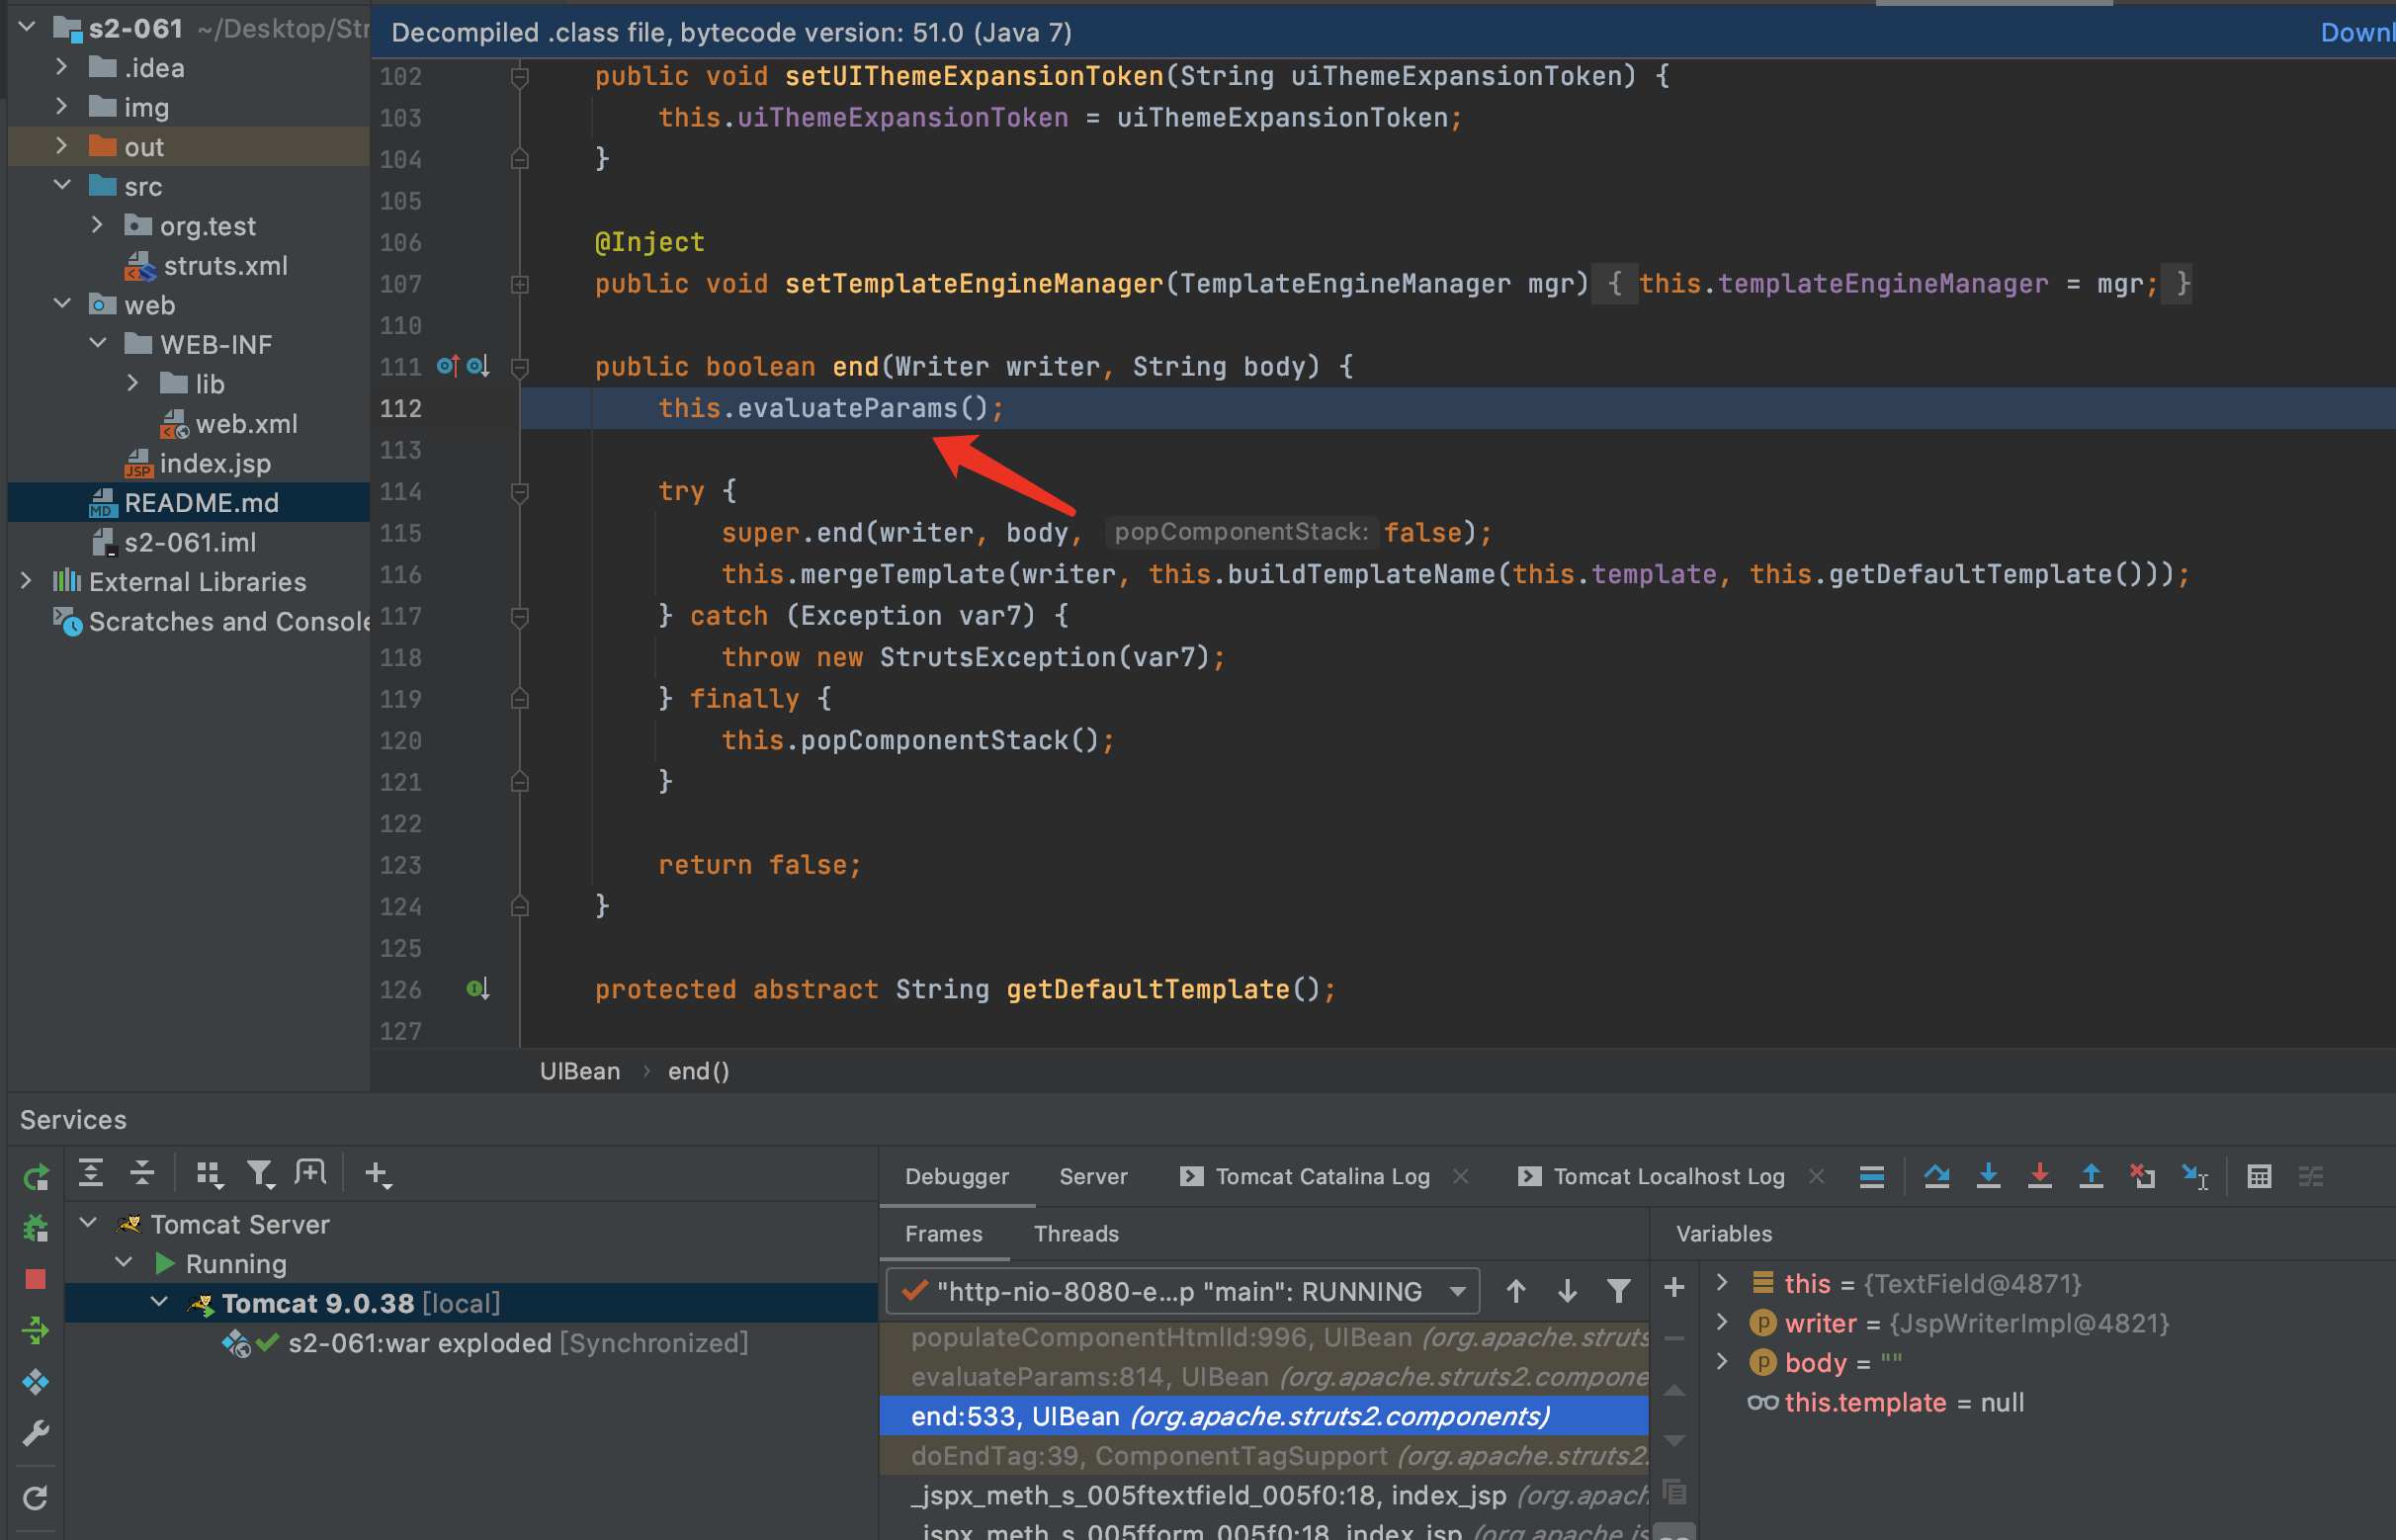 s2-061 ~/Desktop/Str
.idea
img
out
src
org.test
struts.xml
web
WEB-INF
lib
web.xml
index.jsp
README.md
s2-061.iml
External Libraries
Scratches and Console
Decompiled .class file, bytecode version: 51.0 (Java 7) Downl
102 public void setUIThemeExpansionToken(String uiThemeExpansionToken) {
103 this.uiThemeExpansionToken = uiThemeExpansionToken;
104 }
105
106 @Inject
107 public void setTemplateEngineManager(TemplateEngineManager mgr) { this.templateEngineManager = mgr; }
110
111 public boolean end(Writer writer, String body) {
112 this.evaluateParams();
113
114 try {
115 super.end(writer, body, popComponentStack: false);
116 this.mergeTemplate(writer, this.buildTemplateName(this.template, this.getDefaultTemplate()));
117 } catch (Exception var7) {
118 throw new StrutsException(var7);
119 } finally {
120 this.popComponentStack();
121 }
122
123 return false;
124 }
125
126 protected abstract String getDefaultTemplate();
127
UIBean › end()
Services
Tomcat Server
Running
Tomcat 9.0.38 [local]
s2-061:war exploded [Synchronized]
Debugger Server Tomcat Catalina Log Tomcat Localhost Log
Frames Threads
"http-nio-8080-e...p "main": RUNNING
populateComponentHtmlId:996, UIBean (org.apache.struts
evaluateParams:814, UIBean (org.apache.struts2.compone
end:533, UIBean (org.apache.struts2.components)
doEndTag:39, ComponentTagSupport (org.apache.struts2.
_jspx_meth_s_005ftextfield_005f0:18, index_jsp (org.apach
_jspx_meth_s_005fform_005f0:18, index_jsp (org.apache.js
Variables
this = {TextField@4871}
writer = {JspWriterImpl@4821}
body = ""
this.template = null